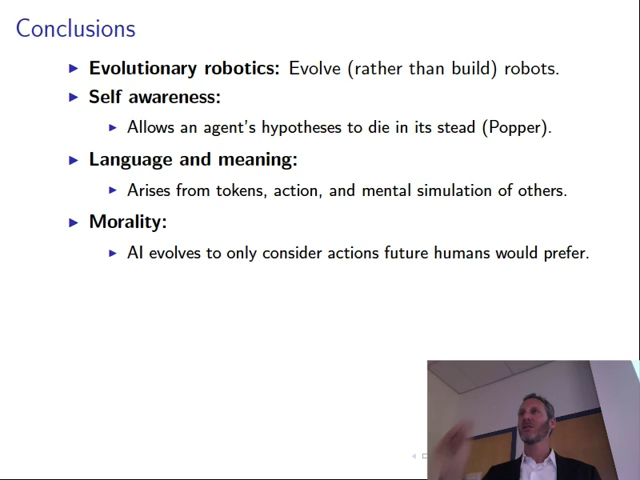 Conclusions
Evolutionary robotics: Evolve (rather than build) robots.
Self awareness:
Allows an agent's hypotheses to die in its stead (Popper).
Language and meaning:
Arises from tokens, action, and mental simulation of others.
Morality:
AI evolves to only consider actions future humans would prefer.